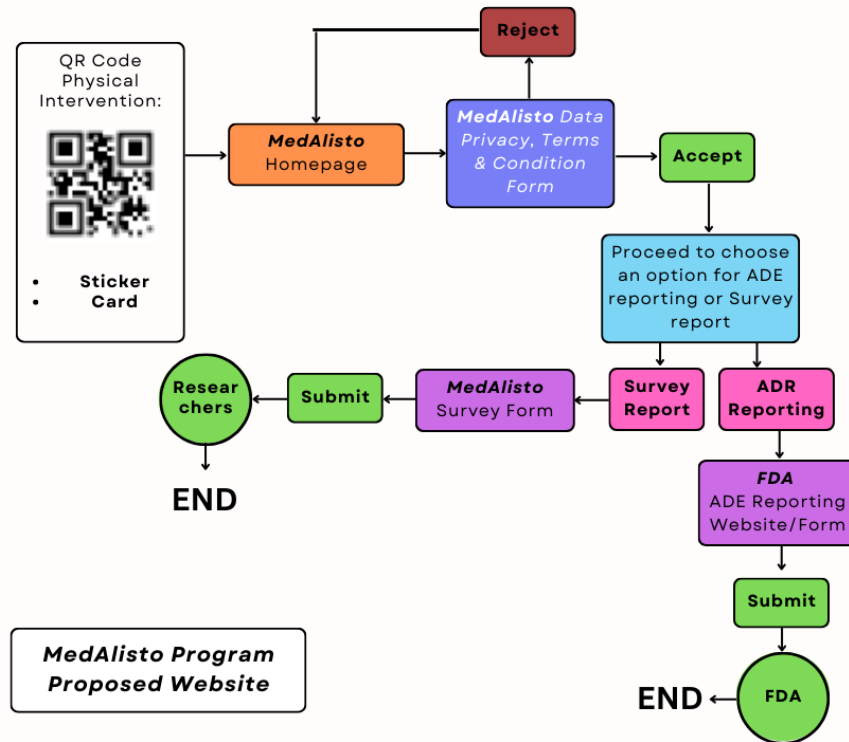 Reject
QR Code
Physical
Intervention:
• Sticker
• Card
MedAlisto
Homepage
MedAlisto Data
Privacy, Terms
& Condition
Form
Accept
Proceed to choose
an option for ADE
reporting or Survey
report
Survey
Report
ADR
Reporting
MedAlisto
Survey Form
Submit
Resear
chers
END
FDA
ADE Reporting
Website/Form
Submit
FDA
END
MedAlisto Program
Proposed Website